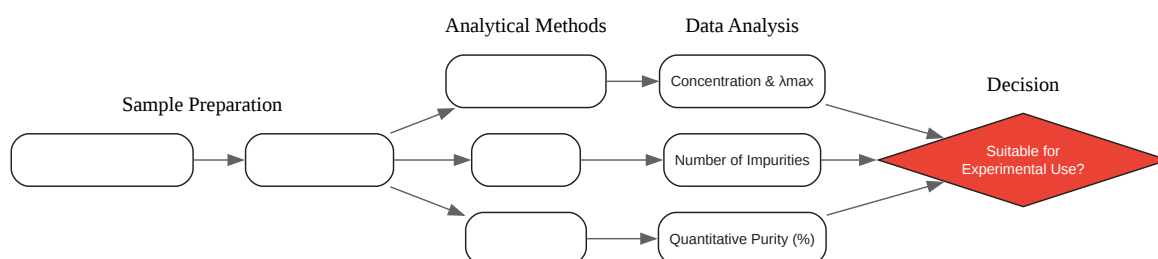 Analytical Methods
Data Analysis
Concentration & λmax
Decision
Sample Preparation
Number of Impurities
Suitable for
Experimental Use?
Quantitative Purity (%)